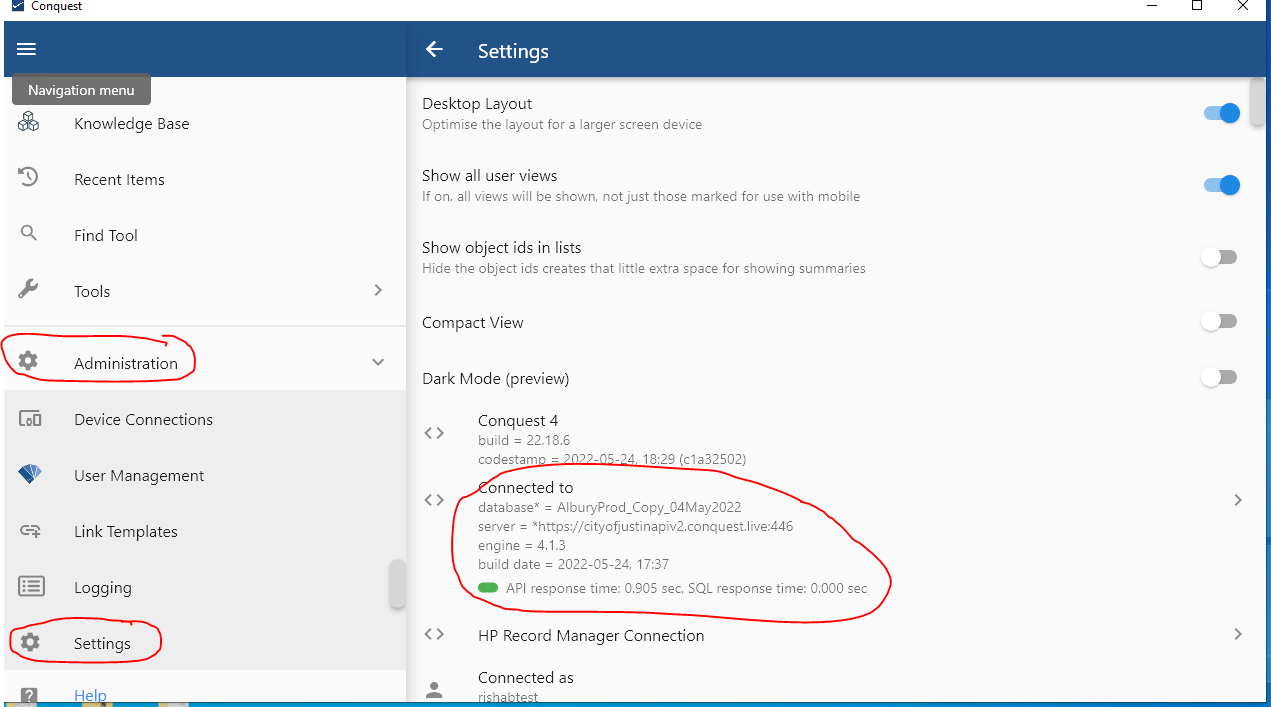 Conquest
Navigation menu
Knowledge Base
Recent Items
Find Tool
Tools
Administration
Device Connections
User Management
Link Templates
Logging
Settings
Help
Settings
Desktop Layout
Optimise the layout for a larger screen device
Show all user views
If on, all views will be shown, not just those marked for use with mobile
Show object ids in lists
Hide the object ids creates that little extra space for showing summaries
Compact View
Dark Mode (preview)
Conquest 4
build = 22.18.6
codestamp = 2022-05-24, 18:29 (c1a32502)
Connected to
database* = AlburyProd_Copy_04May2022
server = *https://cityofjustinapiv2.conquest.live:446
engine = 4.1.3
build date = 2022-05-24, 17:37
API response time: 0.905 sec, SQL response time: 0.000 sec
HP Record Manager Connection
Connected as
rishabtest